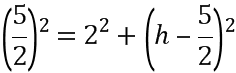 (5/2)² = 2² + (h − 5/2)²